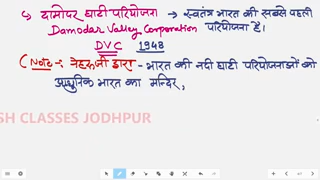 ↳ दामोदर घाटी परियोजना → स्वतंत्र भारत की सबसे पहली
Damodar Valley Corporation परियोजना है।
DVC 1948
(Note -: नेहरूजी द्वारा - भारत की नदी घाटी परियोजनाओं को
आधुनिक भारत का मन्दिर,
SH CLASSES JODHPUR